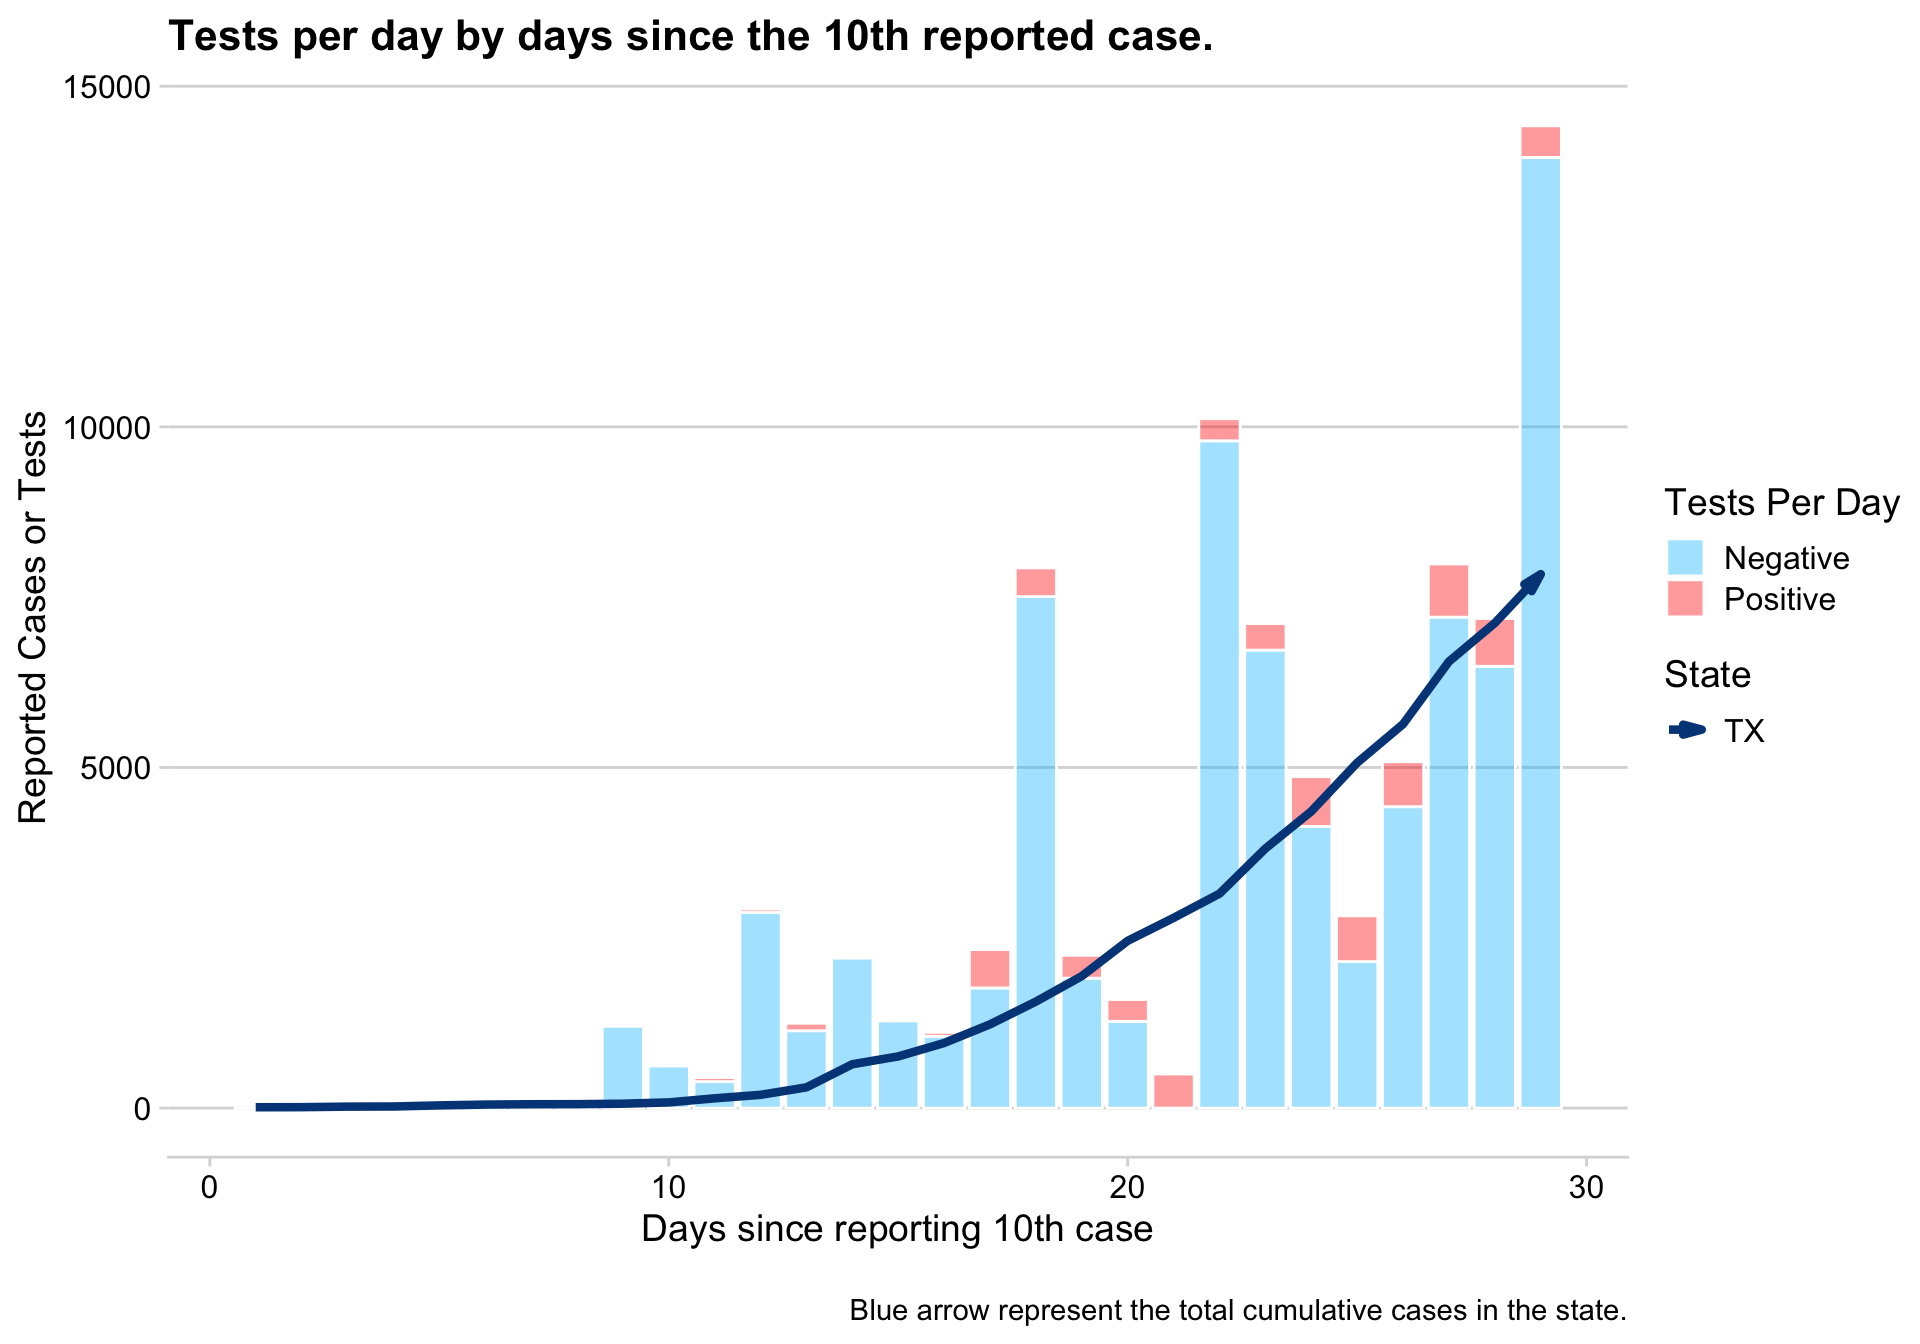 Tests per day by days since the 10th reported case.
15000
10000
5000
0
Reported Cases or Tests
0 10 20 30
Days since reporting 10th case
Tests Per Day
Negative
Positive
State
TX
Blue arrow represent the total cumulative cases in the state.